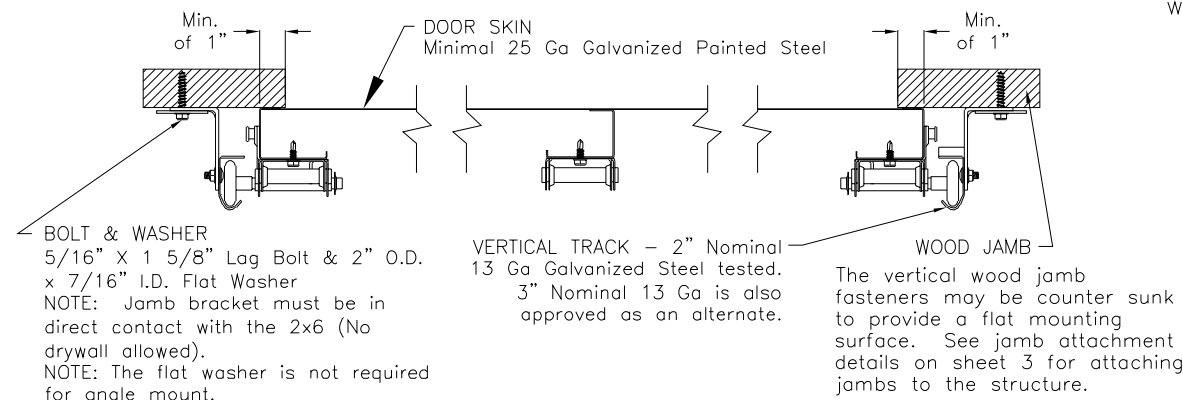 W
Min.
of 1"
DOOR SKIN
Minimal 25 Ga Galvanized Painted Steel
Min.
of 1"
BOLT & WASHER
5/16" X 1 5/8" Lag Bolt & 2" O.D.
x 7/16" I.D. Flat Washer
NOTE: Jamb bracket must be in
direct contact with the 2x6 (No
drywall allowed).
NOTE: The flat washer is not required
for angle mount.
VERTICAL TRACK – 2" Nominal
13 Ga Galvanized Steel tested.
3" Nominal 13 Ga is also
approved as an alternate.
WOOD JAMB
The vertical wood jamb
fasteners may be counter sunk
to provide a flat mounting
surface. See jamb attachment
details on sheet 3 for attaching
jambs to the structure.